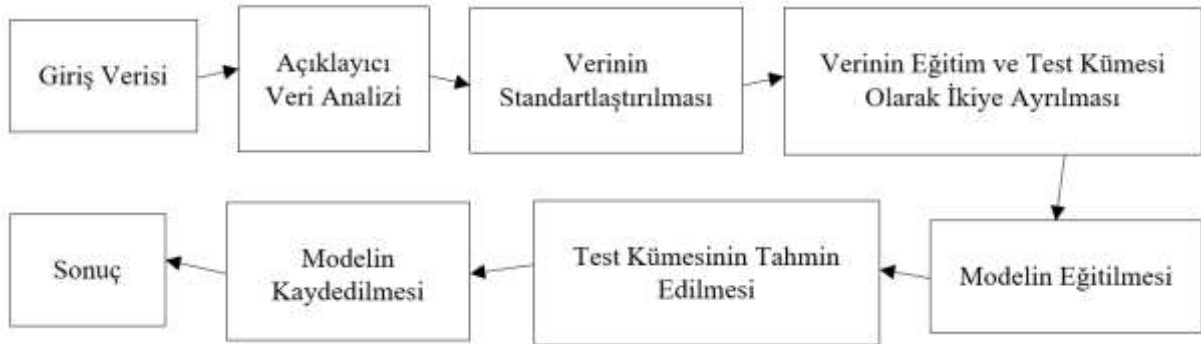 Giriş Verisi
Açıklayıcı
Veri Analizi
Verinin
Standartlaştırılması
Verinin Eğitim ve Test Kümesi
Olarak İkiye Ayrılması
Modelin Eğitilmesi
Test Kümesinin Tahmin
Edilmesi
Modelin
Kaydedilmesi
Sonuç